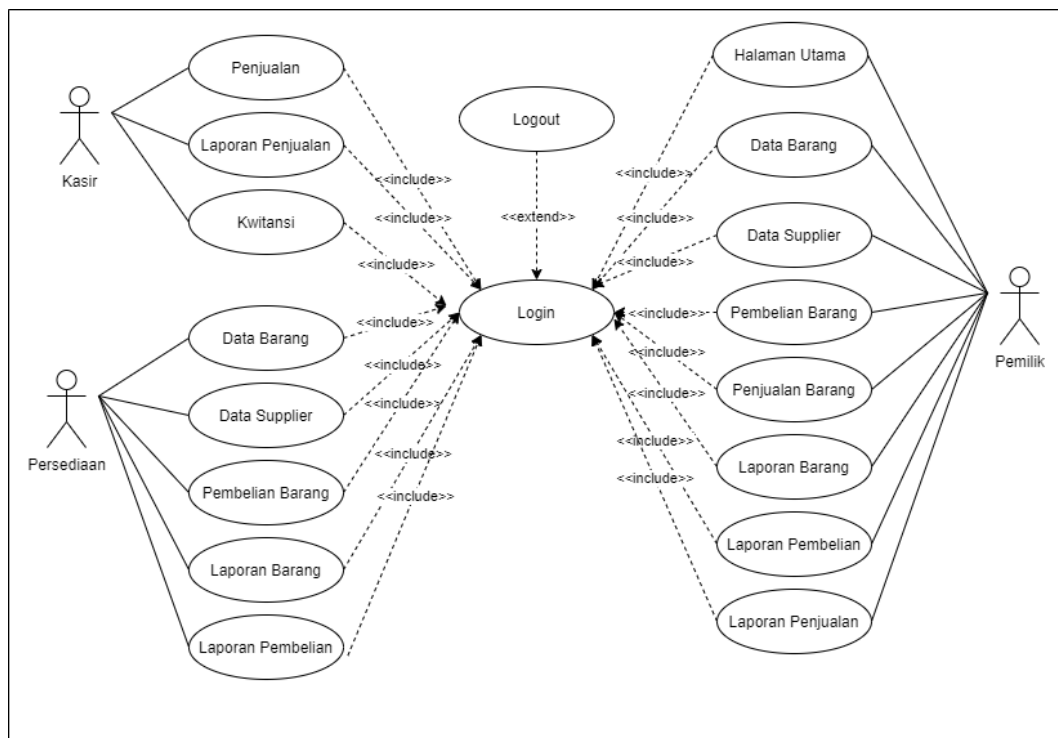 Penjualan
Laporan Penjualan
Kwitansi
Kasir
Logout
Halaman Utama
Data Barang
Data Supplier
Pembelian Barang
Penjualan Barang
Laporan Barang
Laporan Pembelian
Laporan Penjualan
Pemilik
Login
Data Barang
Data Supplier
Pembelian Barang
Laporan Barang
Laporan Pembelian
Persediaan
<<include>>
<<include>>
<<include>>
<<include>>
<<include>>
<<include>>
<<include>>
<<include>>
<<extend>>
<<include>>
<<include>>
<<include>>
<<include>>
<<include>>
<<include>>
<<include>>